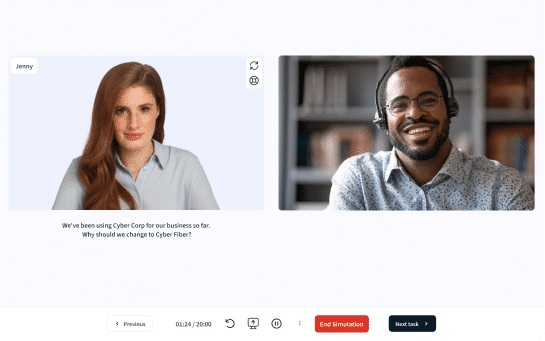 Jenny
We've been using Cyber Corp for our business so far.
Why should we change to Cyber Fiber?
Previous
01:24 / 20:00
End Simulation
Next task